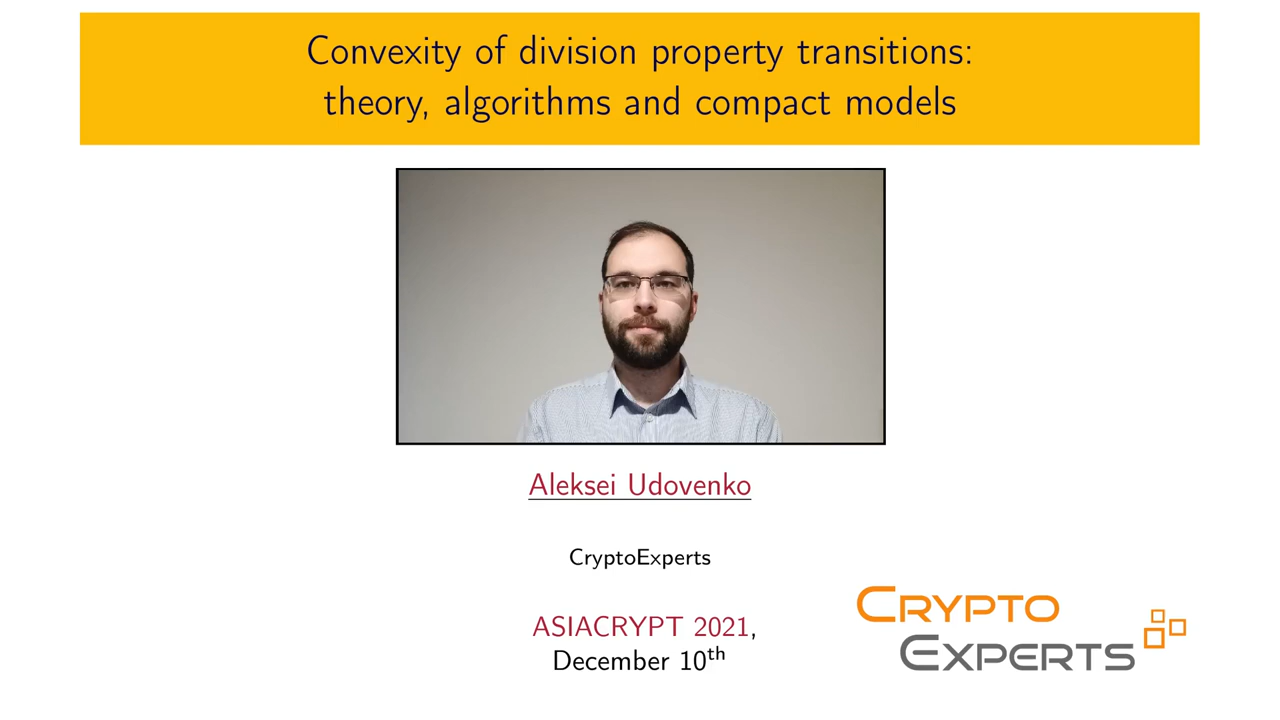 Convexity of division property transitions:
theory, algorithms and compact models
Aleksei Udovenko
CryptoExperts
ASIACRYPT 2021,
December 10th
CRYPTO
EXPERTS